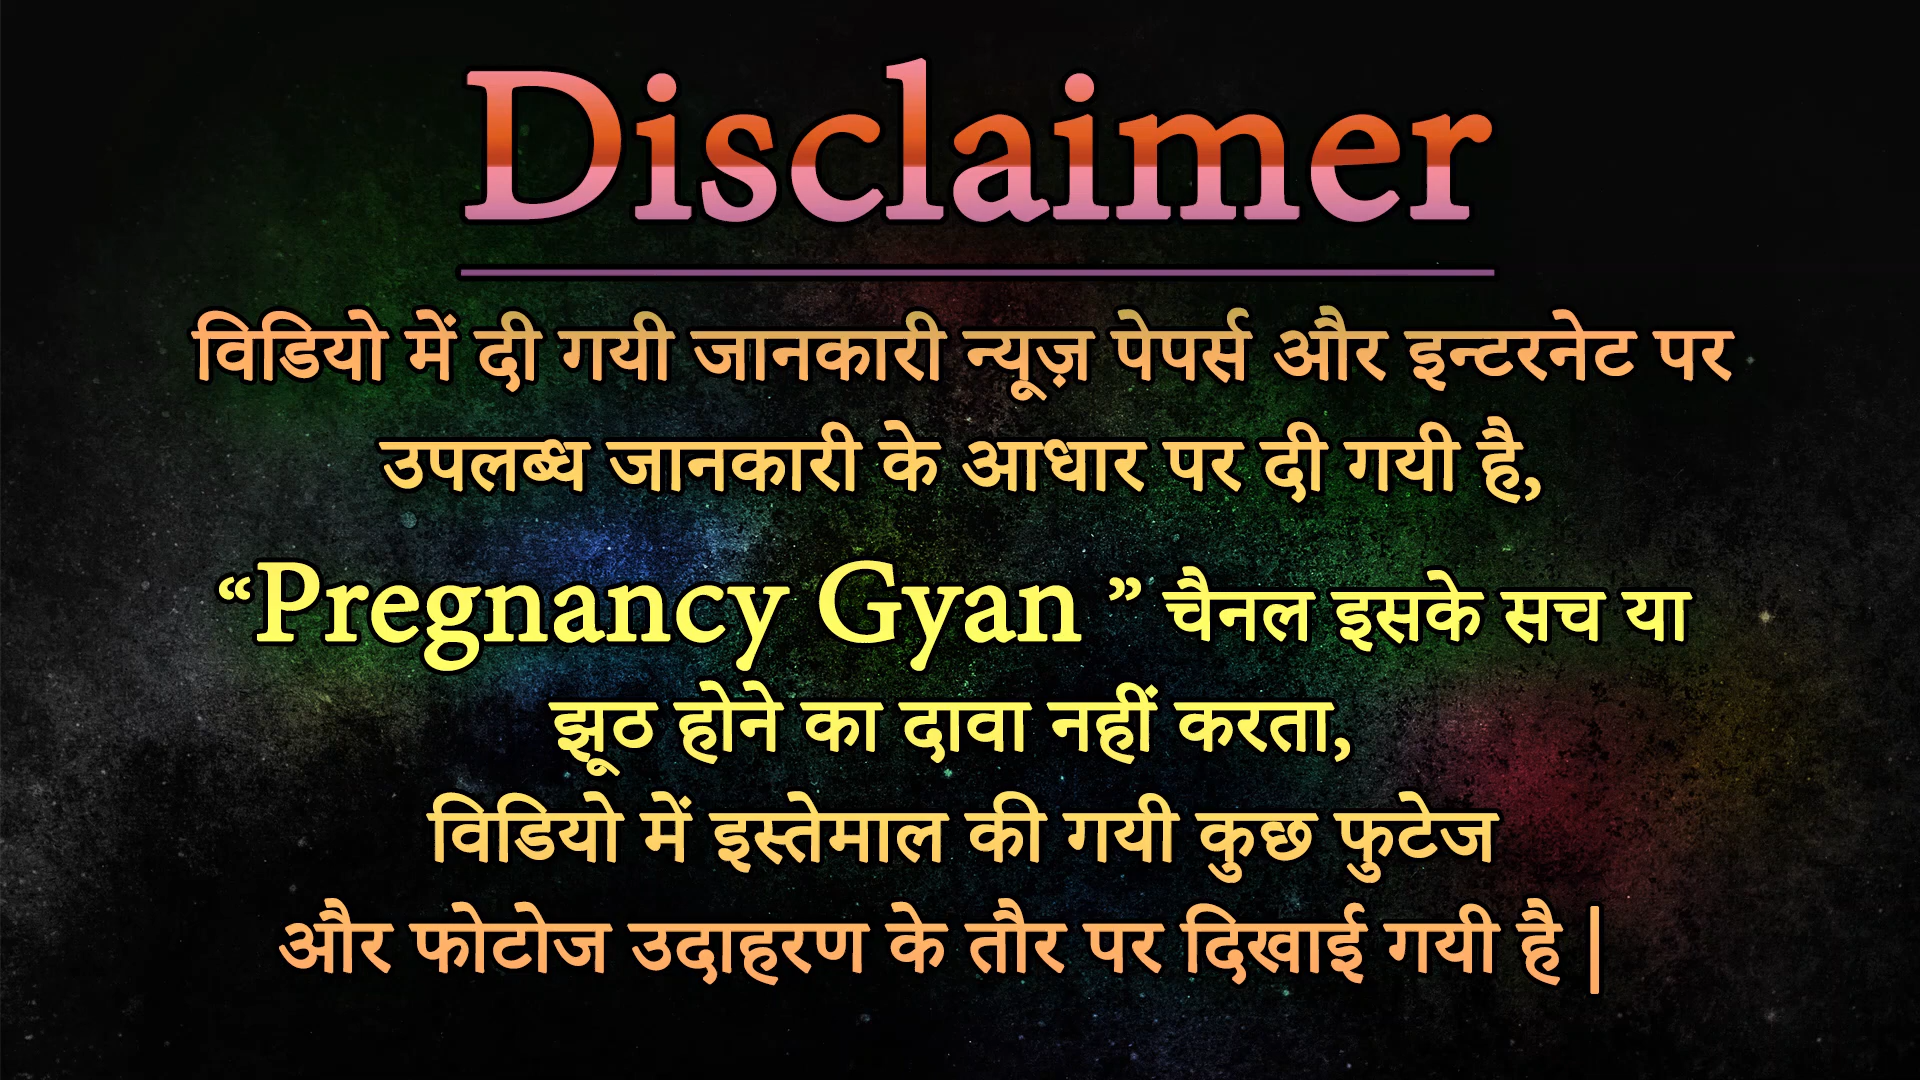 Disclaimer
विडियो में दी गयी जानकारी न्यूज़ पेपर्स और इन्टरनेट पर
उपलब्ध जानकारी के आधार पर दी गयी है,
“Pregnancy Gyan ” चैनल इसके सच या
झूठ होने का दावा नहीं करता,
विडियो में इस्तेमाल की गयी कुछ फुटेज
और फोटोज उदाहरण के तौर पर दिखाई गयी है |